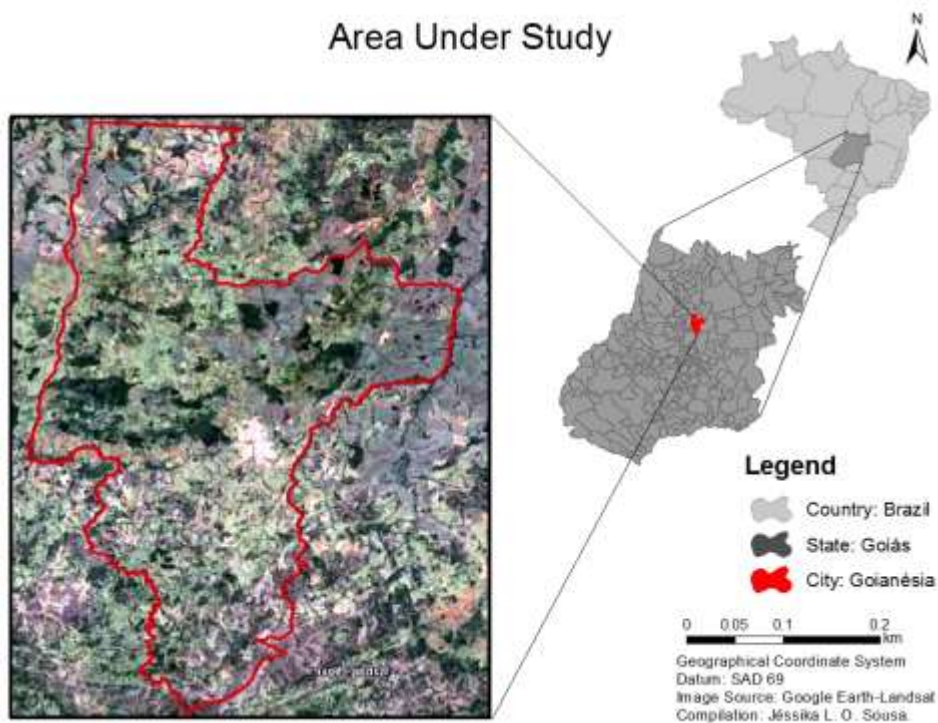 Area Under Study
N
Legend
Country: Brazil
State: Goiás
City: Goianésia
0 0.05 0.1 0.2
km
Geographical Coordinate System
Datum: SAD 69
Image Source: Google Earth-Landsat
Compilation: Jéssika L. O. Sousa.